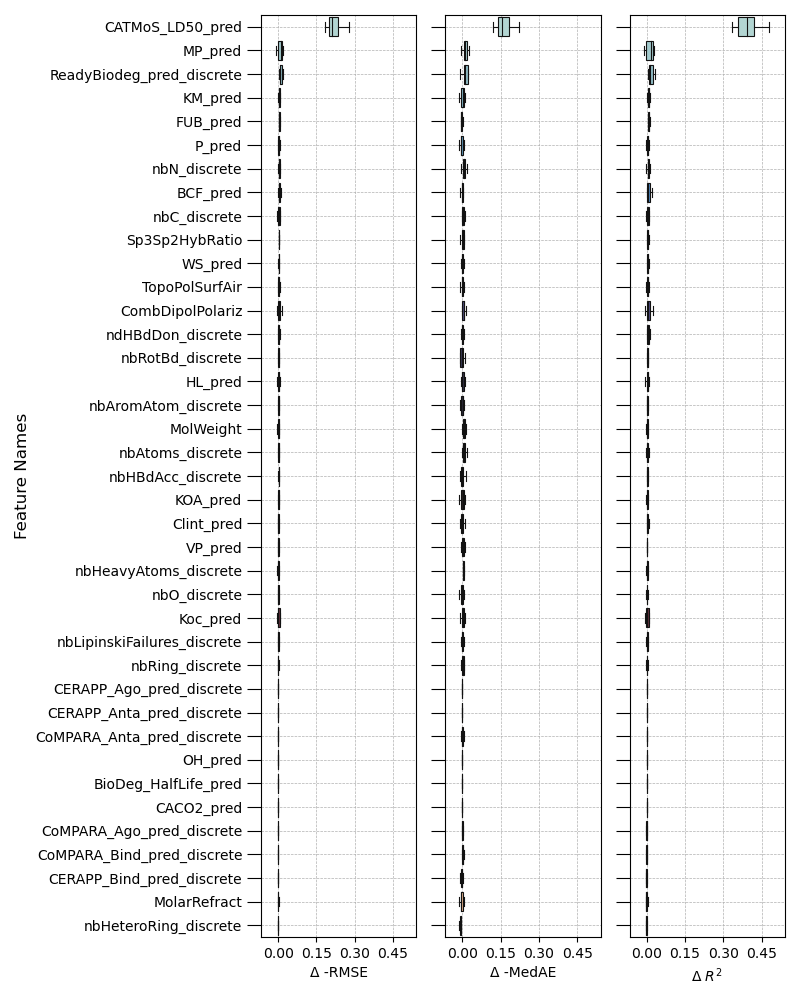 CATMoS_LD50_pred
MP_pred
ReadyBiodeg_pred_discrete
KM_pred
FUB_pred
P_pred
nbN_discrete
BCF_pred
nbC_discrete
Sp3Sp2HybRatio
WS_pred
TopoPolSurfAir
CombDipolPolariz
ndHBdDon_discrete
nbRotBd_discrete
HL_pred
nbAromAtom_discrete
MolWeight
nbAtoms_discrete
nbHBdAcc_discrete
KOA_pred
Clint_pred
VP_pred
nbHeavyAtoms_discrete
nbO_discrete
Koc_pred
nbLipinskiFailures_discrete
nbRing_discrete
CERAPP_Ago_pred_discrete
CERAPP_Anta_pred_discrete
CoMPARA_Anta_pred_discrete
OH_pred
BioDeg_HalfLife_pred
CACO2_pred
CoMPARA_Ago_pred_discrete
CoMPARA_Bind_pred_discrete
CERAPP_Bind_pred_discrete
MolarRefract
nbHeteroRing_discrete
Feature Names
0.00 0.15 0.30 0.45
Δ -RMSE
0.00 0.15 0.30 0.45
Δ -MedAE
0.00 0.15 0.30 0.45
Δ R²